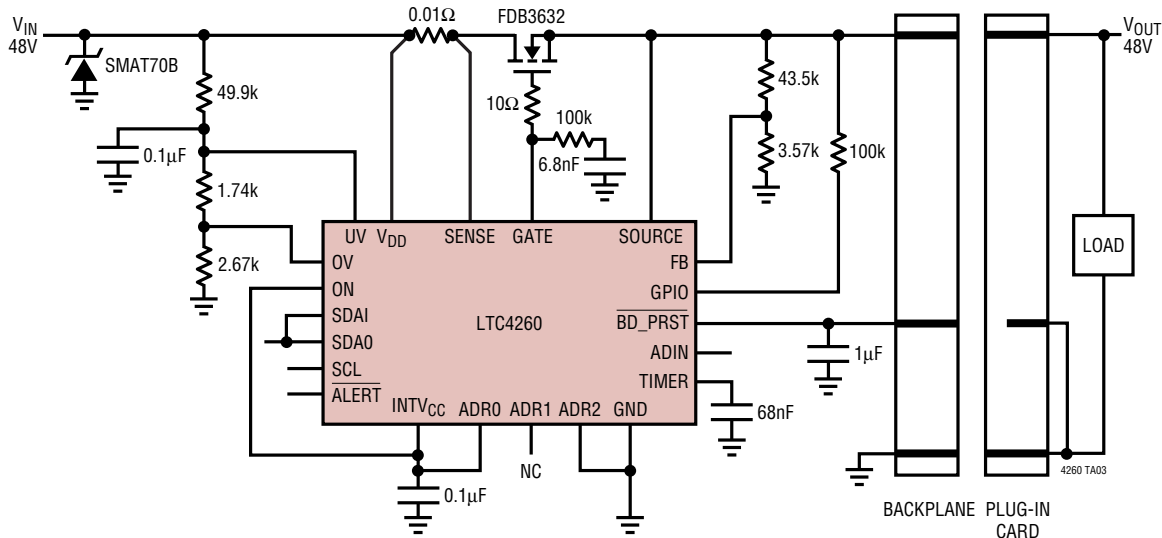 VIN
48V
SMAT70B
49.9k
0.1µF
1.74k
2.67k
0.01Ω
FDB3632
10Ω
100k
6.8nF
43.5k
3.57k
100k
VOUT
48V
LOAD
UV
VDD
SENSE
GATE
SOURCE
OV
ON
SDAI
SDA0
SCL
ALERT
LTC4260
FB
GPIO
BD_PRST
ADIN
TIMER
INTVCC
ADR0
ADR1
ADR2
GND
1µF
68nF
NC
0.1µF
4260 TA03
BACKPLANE
PLUG-IN
CARD